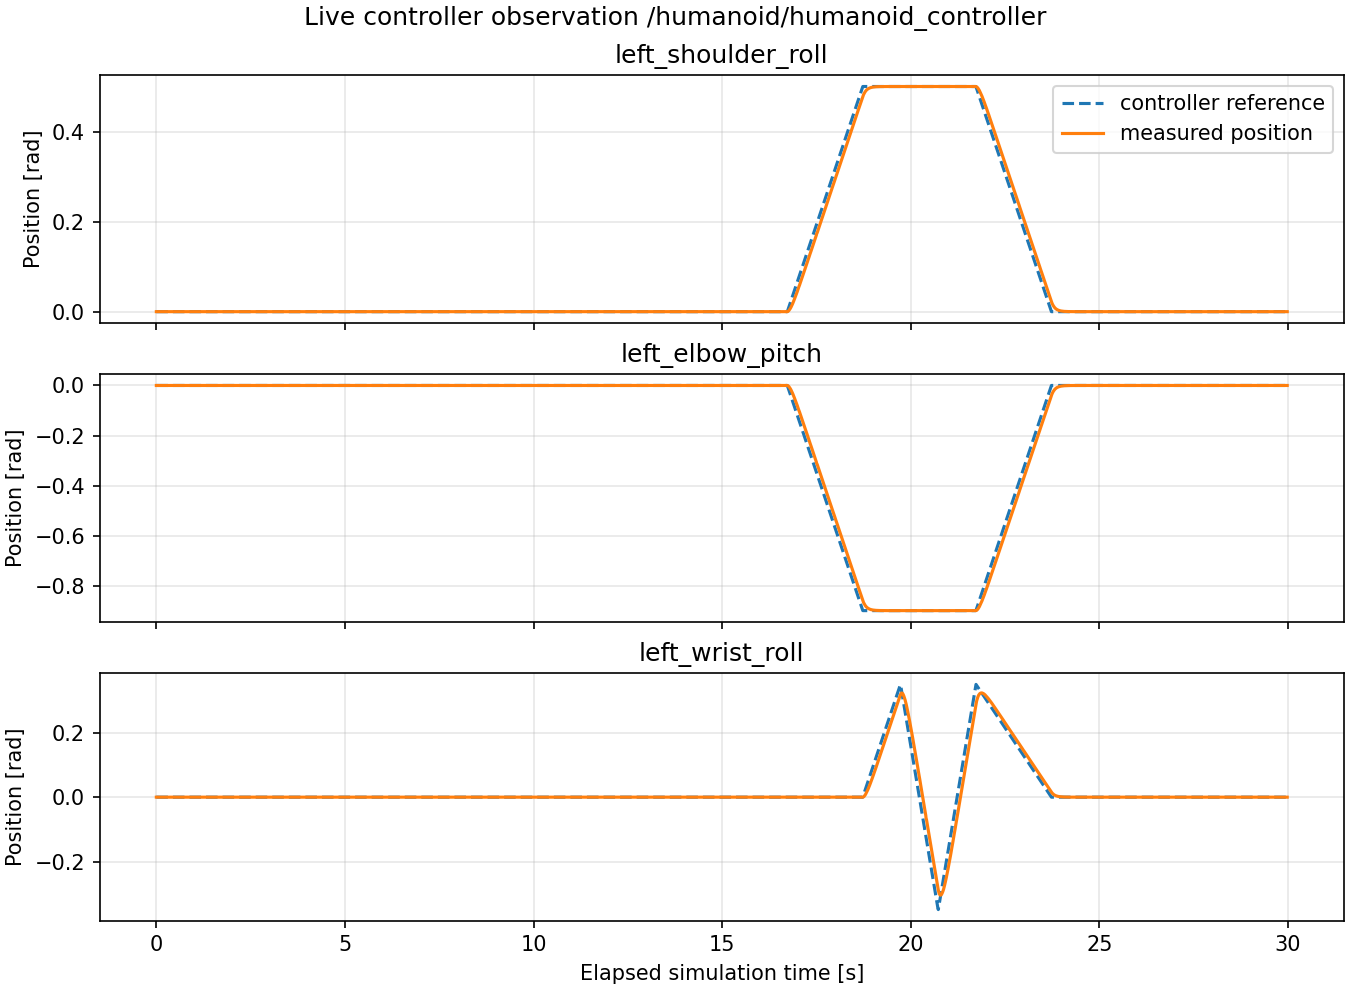 Live controller observation /humanoid/humanoid_controller
left_shoulder_roll
controller reference
measured position
Position [rad]
0.4
0.2
0.0
left_elbow_pitch
Position [rad]
0.0
−0.2
−0.4
−0.6
−0.8
left_wrist_roll
Position [rad]
0.2
0.0
−0.2
0 5 10 15 20 25 30
Elapsed simulation time [s]